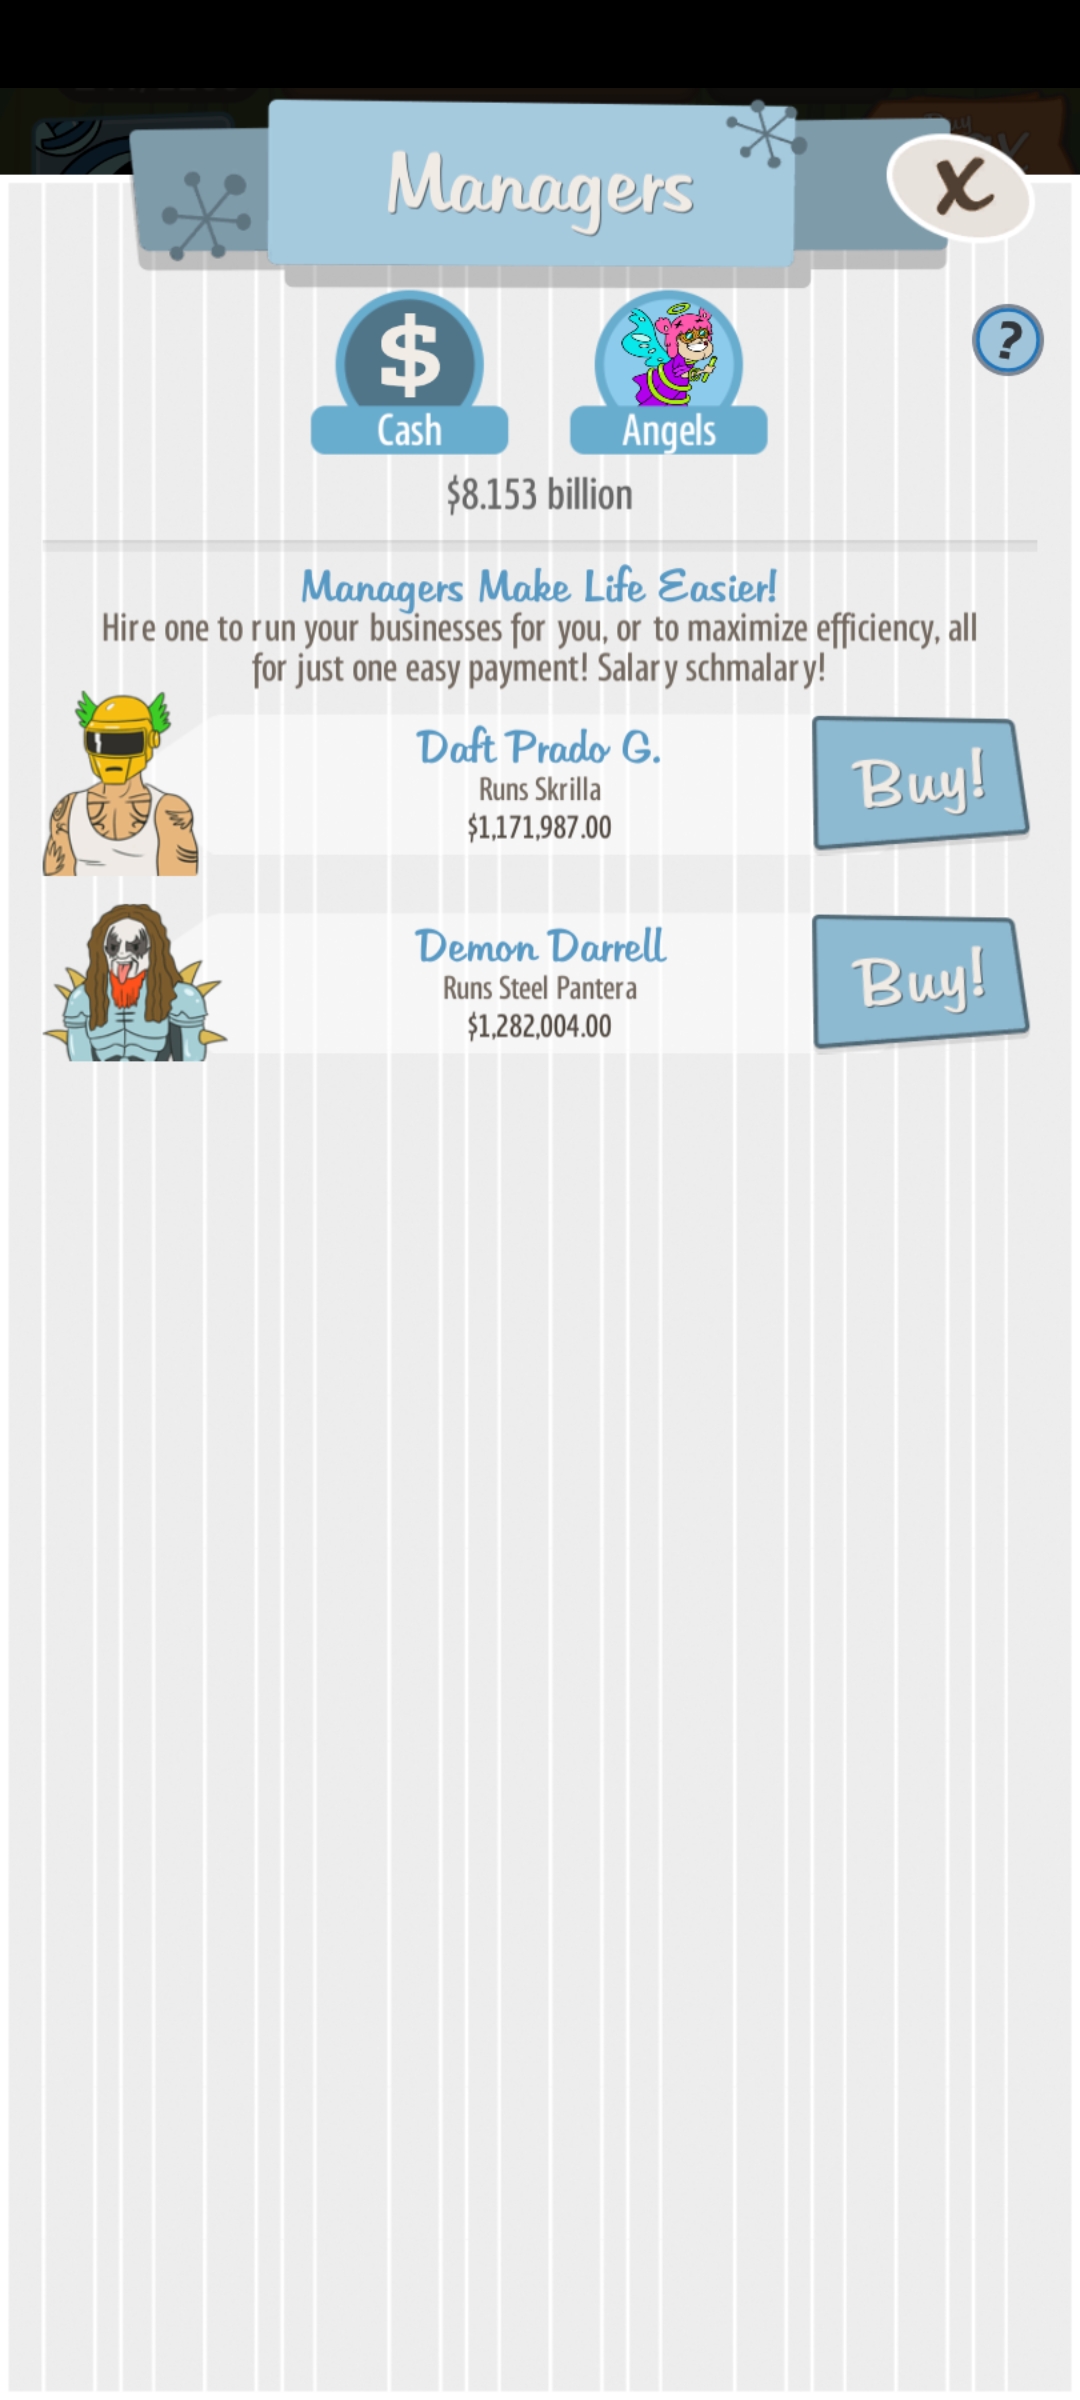 Managers
X
$
Cash
Angels
?
$8.153 billion
Managers Make Life Easier!
Hire one to run your businesses for you, or to maximize efficiency, all
for just one easy payment! Salary schmalary!
Daft Prado G.
Runs Skrilla
$1,171,987.00
Buy!
Demon Darrell
Runs Steel Pantera
$1,282,004.00
Buy!